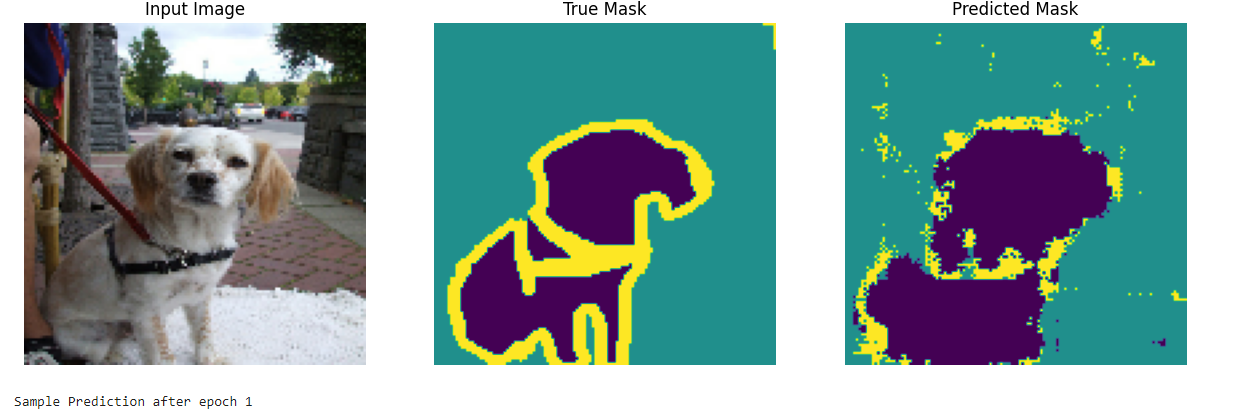 Input Image
True Mask
Predicted Mask
Sample Prediction after epoch 1